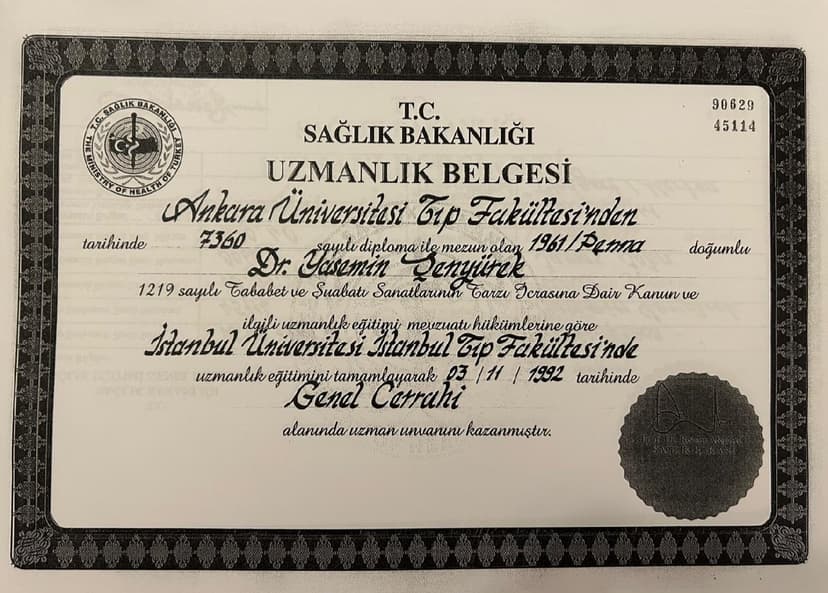 90629
45114
T.C. SAĞLIK BAKANLIĞI
THE MINISTRY OF HEALTH OF TURKEY
T.C.
SAĞLIK BAKANLIĞI
UZMANLIK BELGESİ
Ankara Üniversitesi Tıp Fakültesi'nden
tarihinde 7360 sayılı diploma ile mezun olan 1961/ doğumlu
Dr. Yasemin Şenyürek
1219 sayılı Tababet ve Şuabatı Sanatlarının Tarzı İcrasına Dair Kanun ve
ilgili uzmanlık eğitimi mevzuatı hükümlerine göre
İstanbul Üniversitesi İstanbul Tıp Fakültesi'nde
uzmanlık eğitimini tamamlayarak 03 / 11 / 1992 tarihinde
Genel Cerrahi
alanında uzman unvanını kazanmıştır.